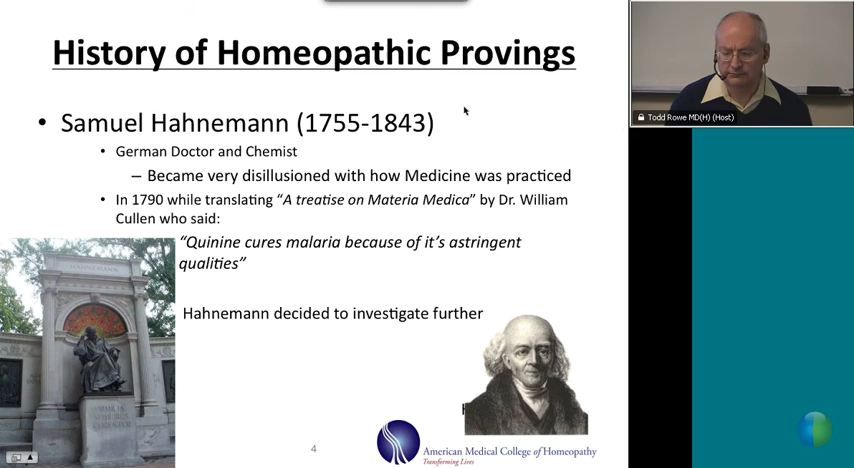 History of Homeopathic Provings
• Samuel Hahnemann (1755-1843)
• German Doctor and Chemist
– Became very disillusioned with how Medicine was practiced
• In 1790 while translating “A treatise on Materia Medica” by Dr. William
Cullen who said:
“Quinine cures malaria because of it’s astringent
qualities”
Hahnemann decided to investigate further
4
American Medical College of Homeopathy
Transforming Lives
Todd Rowe MD(H) (Host)
HAHNEMANN